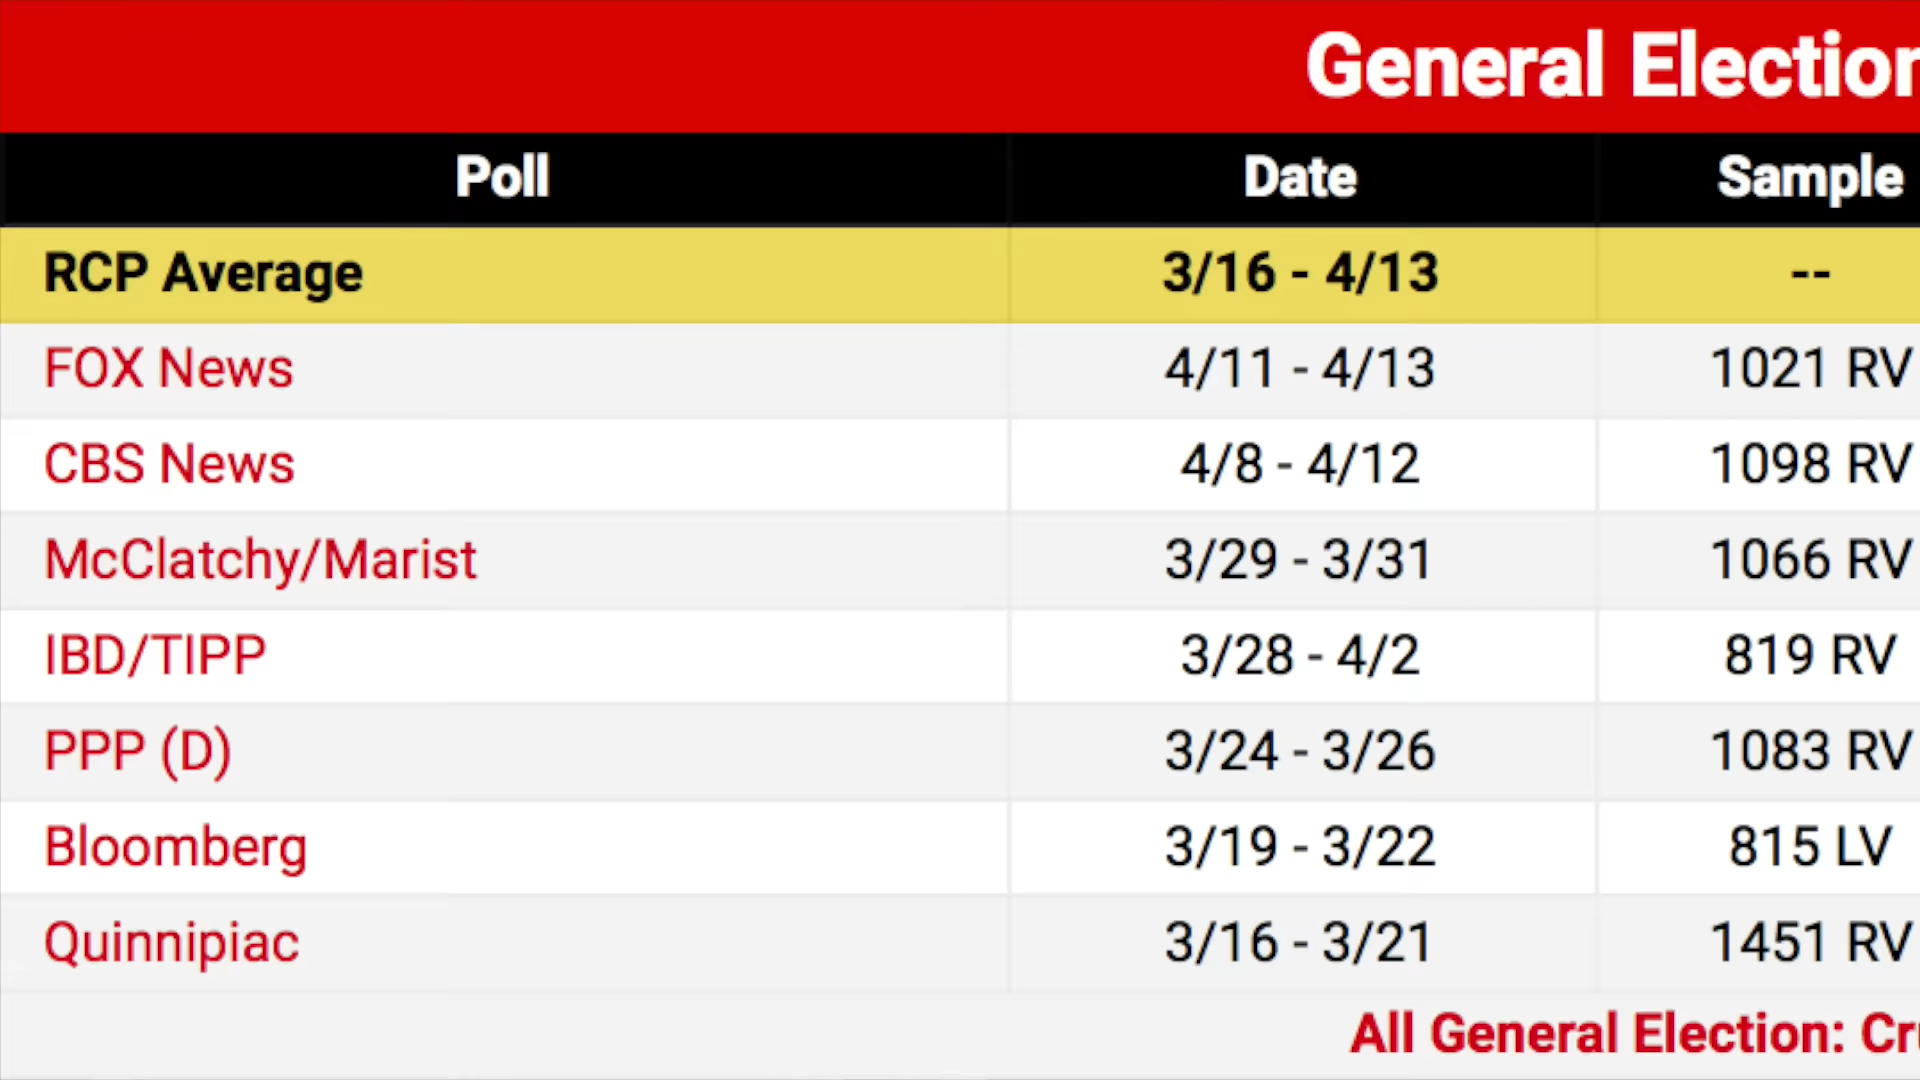 General Election
Poll Date Sample
RCP Average 3/16 - 4/13 --
FOX News 4/11 - 4/13 1021 RV
CBS News 4/8 - 4/12 1098 RV
McClatchy/Marist 3/29 - 3/31 1066 RV
IBD/TIPP 3/28 - 4/2 819 RV
PPP (D) 3/24 - 3/26 1083 RV
Bloomberg 3/19 - 3/22 815 LV
Quinnipiac 3/16 - 3/21 1451 RV
All General Election: